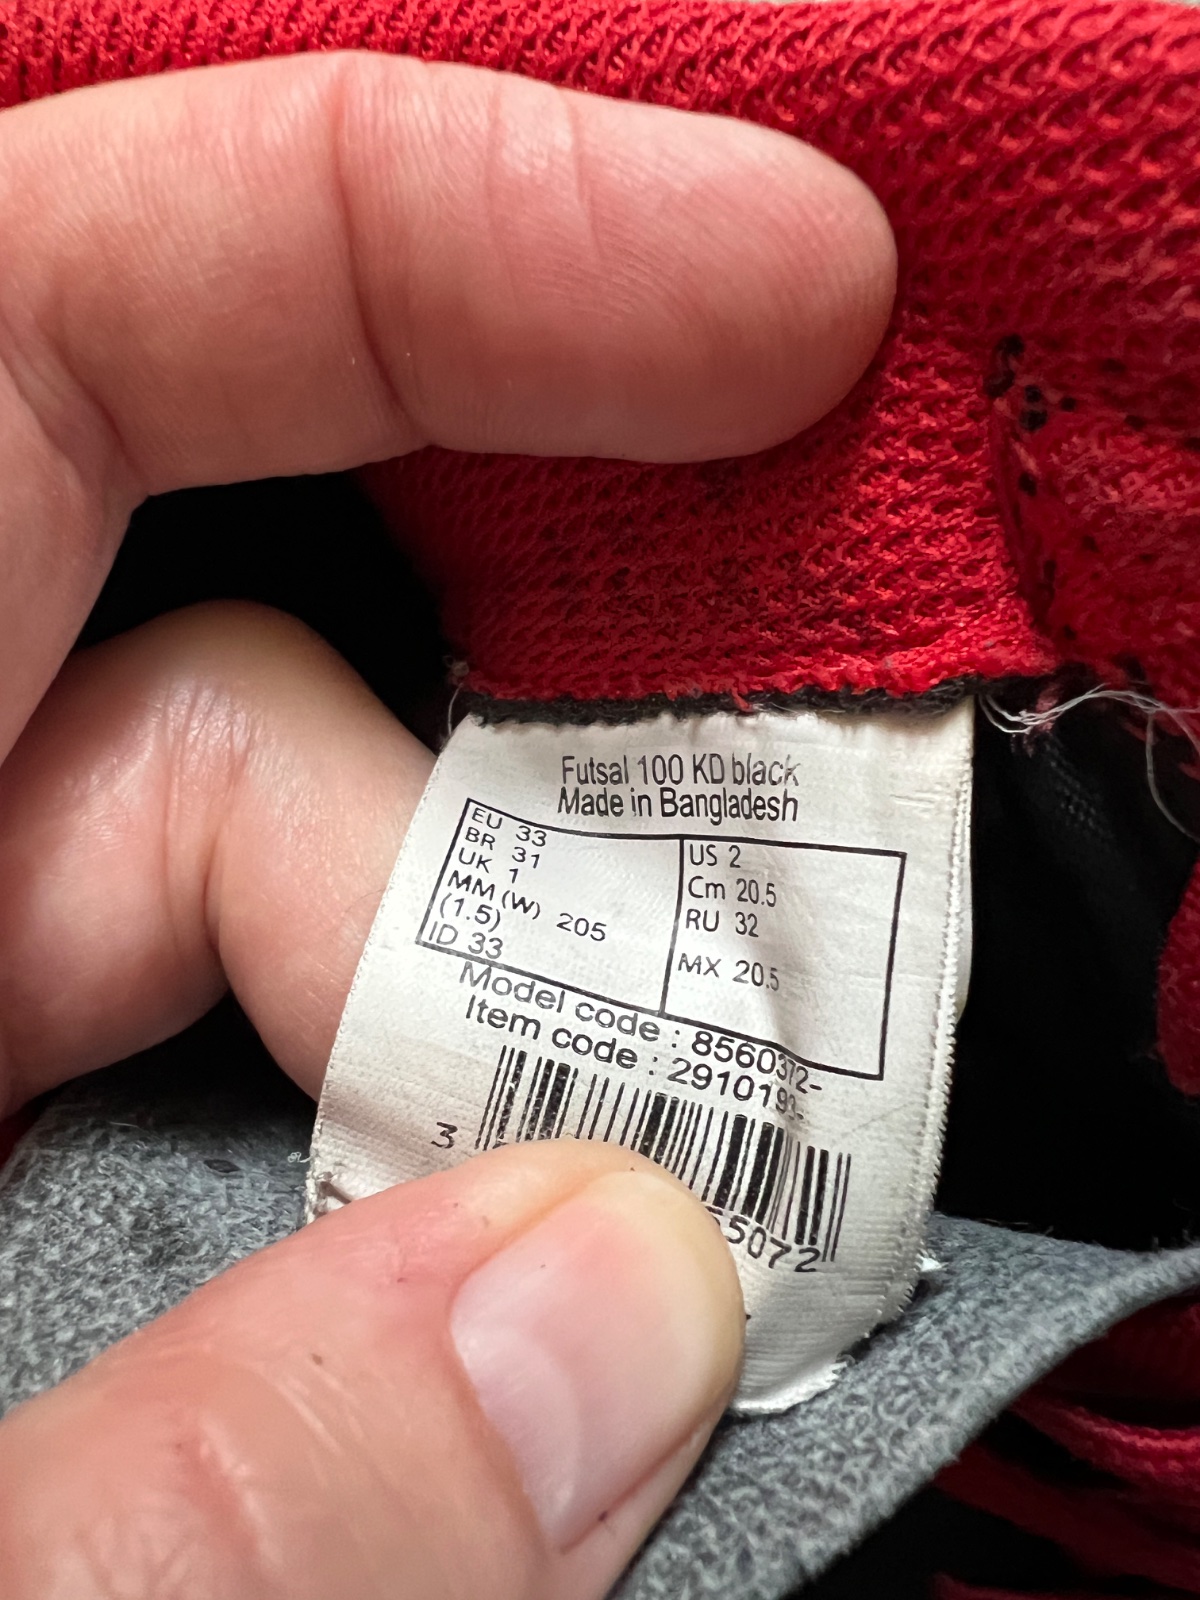 Futsal 100 KD black
Made in Bangladesh
EU 33
BR 31
UK 1
MM (W) 205
(1.5)
ID 33
US 2
Cm 20.5
RU 32
MX 20.5
Model code : 8560372-
Item code : 2910193-
3
5072